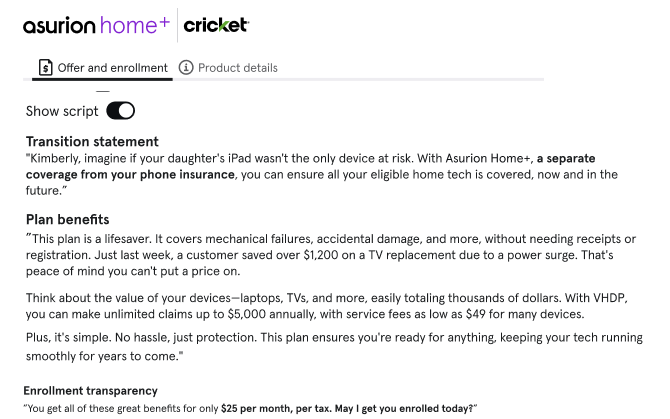 asurion home+ cricket
Offer and enrollment Product details
Show script
Transition statement
"Kimberly, imagine if your daughter's iPad wasn't the only device at risk. With Asurion Home+, a separate
coverage from your phone insurance, you can ensure all your eligible home tech is covered, now and in the
future.”
Plan benefits
“This plan is a lifesaver. It covers mechanical failures, accidental damage, and more, without needing receipts or
registration. Just last week, a customer saved over $1,200 on a TV replacement due to a power surge. That's
peace of mind you can't put a price on.
Think about the value of your devices—laptops, TVs, and more, easily totaling thousands of dollars. With VHDP,
you can make unlimited claims up to $5,000 annually, with service fees as low as $49 for many devices.
Plus, it's simple. No hassle, just protection. This plan ensures you're ready for anything, keeping your tech running
smoothly for years to come."
Enrollment transparency
“You get all of these great benefits for only $25 per month, per tax. May I get you enrolled today?”